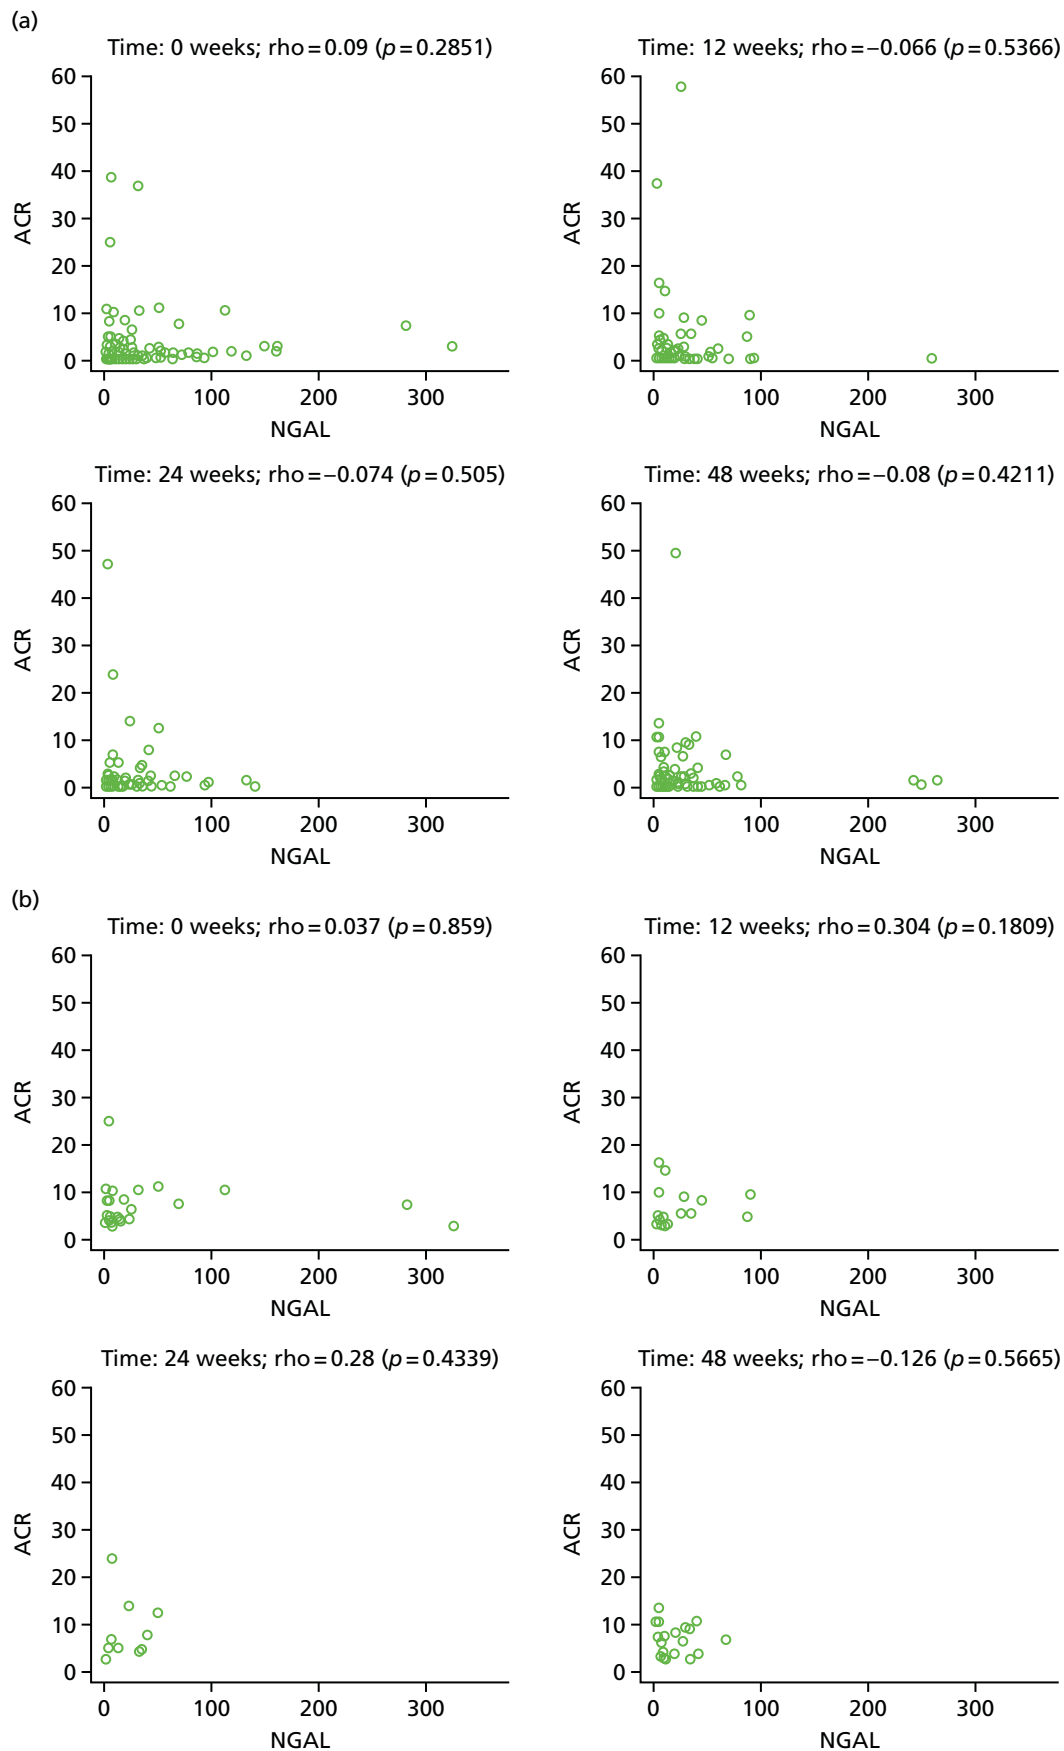 (a)
Time: 0 weeks; rho=0.09 (p=0.2851)
60
50
40
30
20
10
0
ACR
0 100 200 300
NGAL
Time: 12 weeks; rho=−0.066 (p=0.5366)
60
50
40
30
20
10
0
ACR
0 100 200 300
NGAL
Time: 24 weeks; rho=−0.074 (p=0.505)
60
50
40
30
20
10
0
ACR
0 100 200 300
NGAL
Time: 48 weeks; rho=−0.08 (p=0.4211)
60
50
40
30
20
10
0
ACR
0 100 200 300
NGAL
(b)
Time: 0 weeks; rho=0.037 (p=0.859)
60
50
40
30
20
10
0
ACR
0 100 200 300
NGAL
Time: 12 weeks; rho=0.304 (p=0.1809)
60
50
40
30
20
10
0
ACR
0 100 200 300
NGAL
Time: 24 weeks; rho=0.28 (p=0.4339)
60
50
40
30
20
10
0
ACR
0 100 200 300
NGAL
Time: 48 weeks; rho=−0.126 (p=0.5665)
60
50
40
30
20
10
0
ACR
0 100 200 300
NGAL